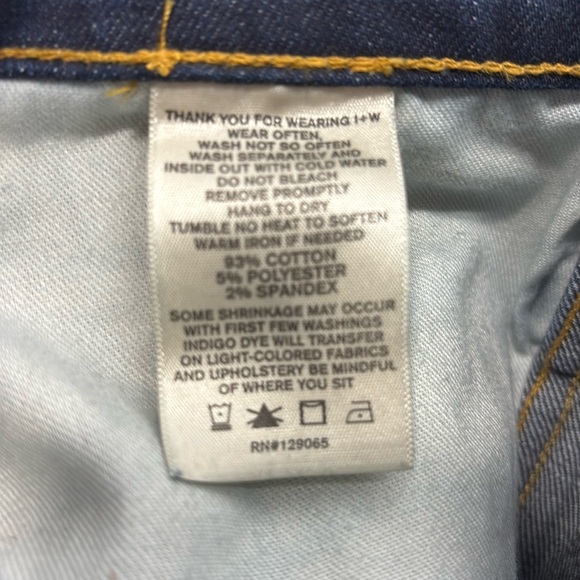 THANK YOU FOR WEARING I+W
WEAR OFTEN,
WASH NOT SO OFTEN
WASH SEPARATELY AND
INSIDE OUT WITH COLD WATER
DO NOT BLEACH
REMOVE PROMPTLY
HANG TO DRY
TUMBLE NO HEAT TO SOFTEN
WARM IRON IF NEEDED
93% COTTON
5% POLYESTER
2% SPANDEX
SOME SHRINKAGE MAY OCCUR
WITH FIRST FEW WASHINGS
INDIGO DYE WILL TRANSFER
ON LIGHT-COLORED FABRICS
AND UPHOLSTERY BE MINDFUL
OF WHERE YOU SIT
RN#129065